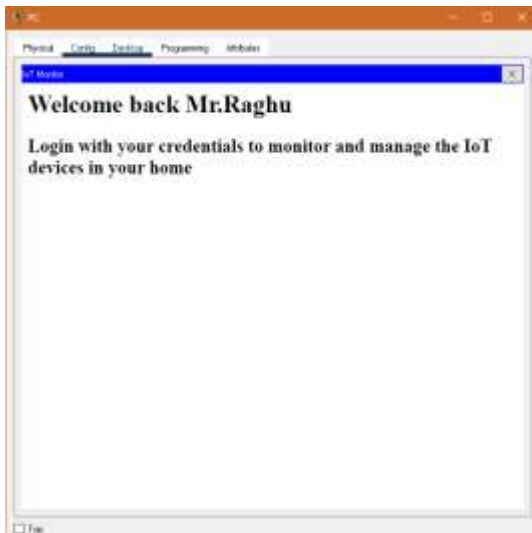 PC
Physical Config Desktop Programming Attributes
IoT Monitor X
Welcome back Mr.Raghu
Login with your credentials to monitor and manage the IoT
devices in your home
Top